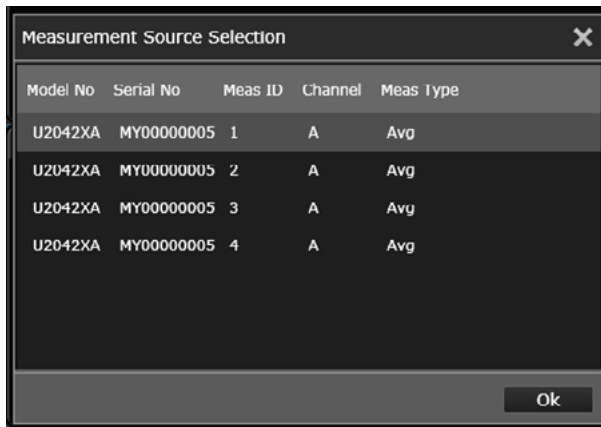 Measurement Source Selection
Model No Serial No Meas ID Channel Meas Type
U2042XA MY00000005 1 A Avg
U2042XA MY00000005 2 A Avg
U2042XA MY00000005 3 A Avg
U2042XA MY00000005 4 A Avg
Ok